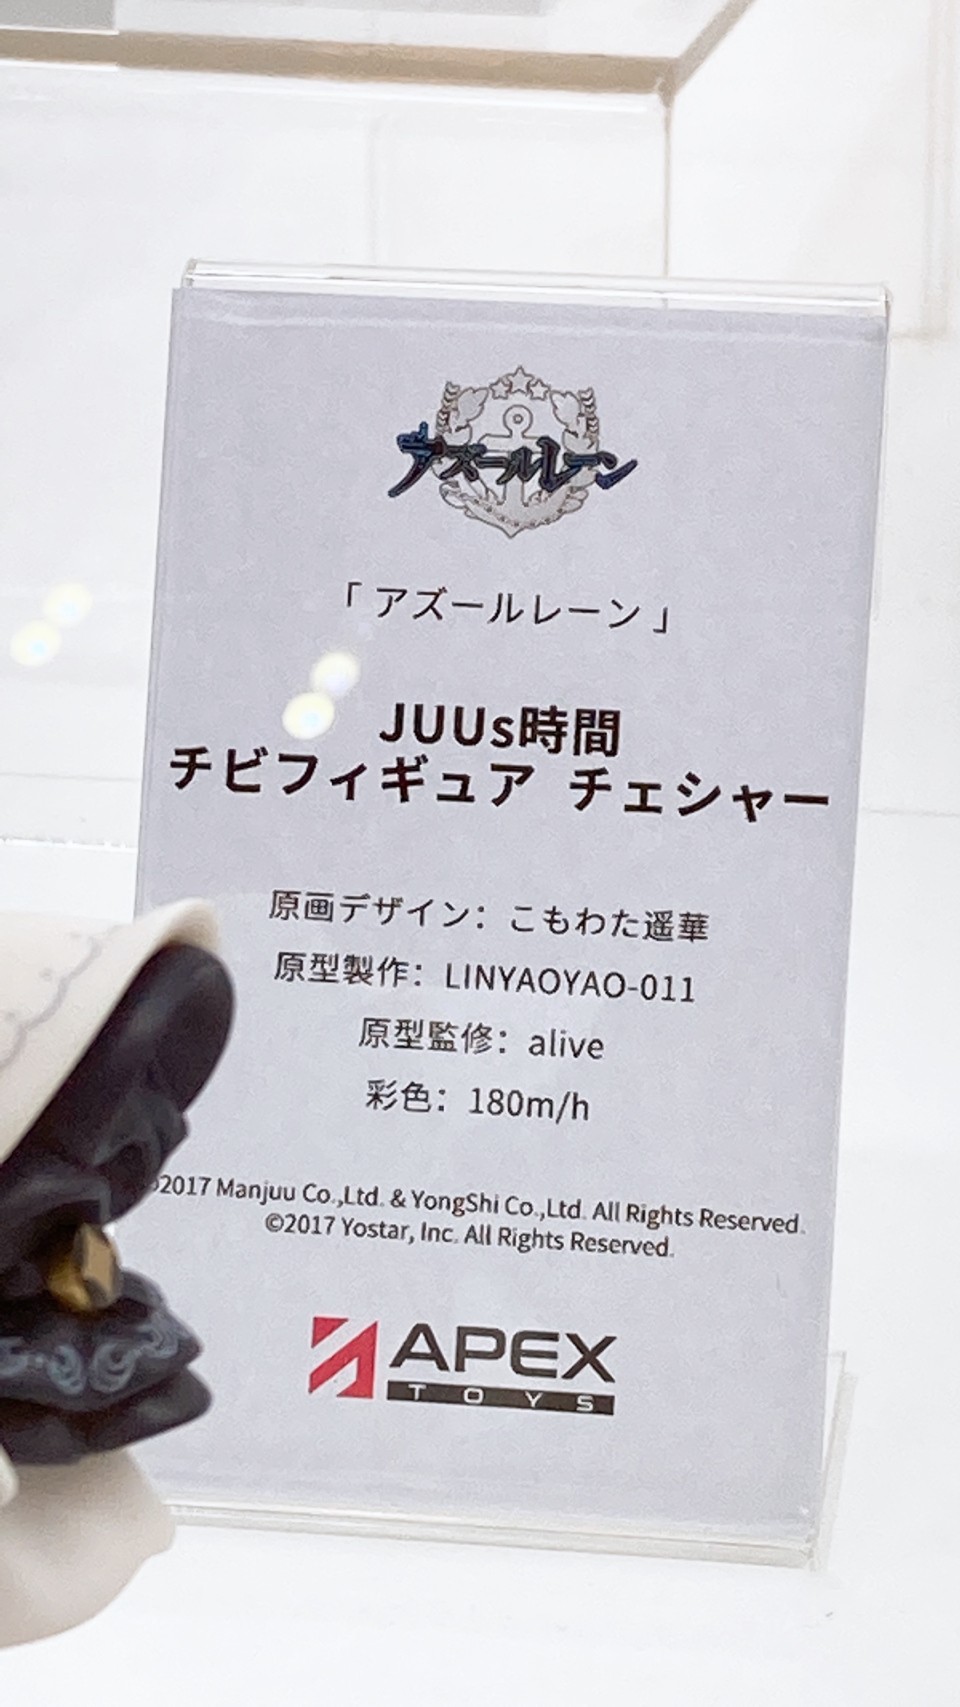 アズールレーン
「アズールレーン」
JUUs時間
チビフィギュア チェシャー
原画デザイン：こもわた遥華
原型製作：LINYAOYAO-011
原型監修：alive
彩色：180m/h
©2017 Manjuu Co.,Ltd. & YongShi Co.,Ltd. All Rights Reserved.
©2017 Yostar, Inc. All Rights Reserved.
APEX
TOYS